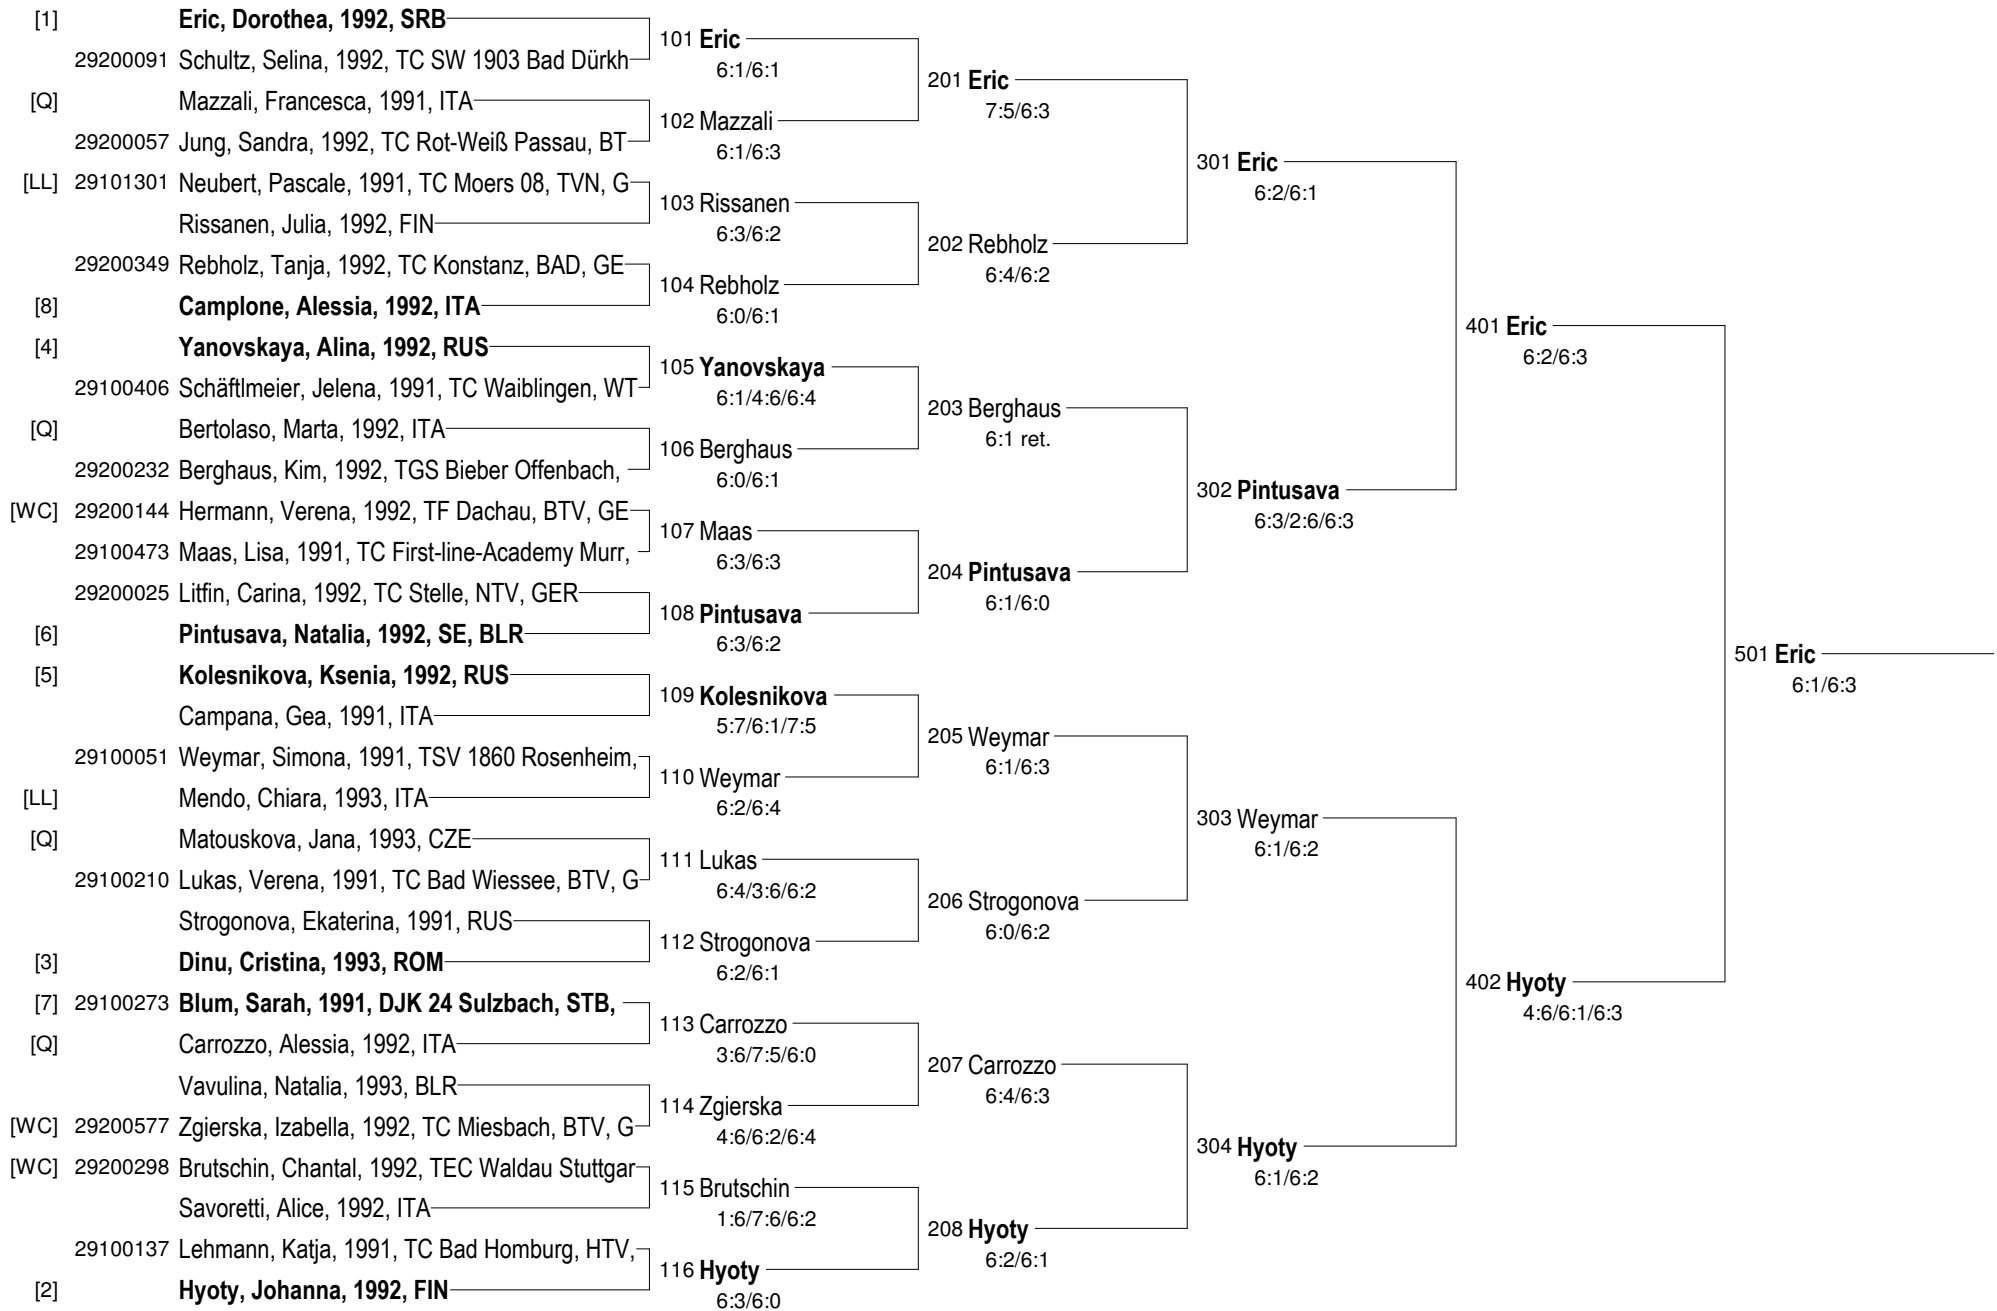 [1] Eric, Dorothea, 1992, SRB
29200091 Schultz, Selina, 1992, TC SW 1903 Bad Dürkh
[Q] Mazzali, Francesca, 1991, ITA
29200057 Jung, Sandra, 1992, TC Rot-Weiß Passau, BT
[LL] 29101301 Neubert, Pascale, 1991, TC Moers 08, TVN, G
Rissanen, Julia, 1992, FIN
29200349 Rebholz, Tanja, 1992, TC Konstanz, BAD, GE
[8] Camplone, Alessia, 1992, ITA
[4] Yanovskaya, Alina, 1992, RUS
29100406 Schäftlmeier, Jelena, 1991, TC Waiblingen, WT
[Q] Bertolaso, Marta, 1992, ITA
29200232 Berghaus, Kim, 1992, TGS Bieber Offenbach,
[WC] 29200144 Hermann, Verena, 1992, TF Dachau, BTV, GE
29100473 Maas, Lisa, 1991, TC First-line-Academy Murr,
29200025 Litfin, Carina, 1992, TC Stelle, NTV, GER
[6] Pintusava, Natalia, 1992, SE, BLR
[5] Kolesnikova, Ksenia, 1992, RUS
Campana, Gea, 1991, ITA
29100051 Weymar, Simona, 1991, TSV 1860 Rosenheim,
[LL] Mendo, Chiara, 1993, ITA
[Q] Matouskova, Jana, 1993, CZE
29100210 Lukas, Verena, 1991, TC Bad Wiessee, BTV, G
Strogonova, Ekaterina, 1991, RUS
[3] Dinu, Cristina, 1993, ROM
[7] 29100273 Blum, Sarah, 1991, DJK 24 Sulzbach, STB,
[Q] Carrozzo, Alessia, 1992, ITA
Vavulina, Natalia, 1993, BLR
[WC] 29200577 Zgierska, Izabella, 1992, TC Miesbach, BTV, G
[WC] 29200298 Brutschin, Chantal, 1992, TEC Waldau Stuttgar
Savoretti, Alice, 1992, ITA
29100137 Lehmann, Katja, 1991, TC Bad Homburg, HTV,
[2] Hyoty, Johanna, 1992, FIN
101 Eric
6:1/6:1
102 Mazzali
6:1/6:3
103 Rissanen
6:3/6:2
104 Rebholz
6:0/6:1
105 Yanovskaya
6:1/4:6/6:4
106 Berghaus
6:0/6:1
107 Maas
6:3/6:3
108 Pintusava
6:3/6:2
109 Kolesnikova
5:7/6:1/7:5
110 Weymar
6:2/6:4
111 Lukas
6:4/3:6/6:2
112 Strogonova
6:2/6:1
113 Carrozzo
3:6/7:5/6:0
114 Zgierska
4:6/6:2/6:4
115 Brutschin
1:6/7:6/6:2
116 Hyoty
6:3/6:0
201 Eric
7:5/6:3
202 Rebholz
6:4/6:2
203 Berghaus
6:1 ret.
204 Pintusava
6:1/6:0
205 Weymar
6:1/6:3
206 Strogonova
6:0/6:2
207 Carrozzo
6:4/6:3
208 Hyoty
6:2/6:1
301 Eric
6:2/6:1
302 Pintusava
6:3/2:6/6:3
303 Weymar
6:1/6:2
304 Hyoty
6:1/6:2
401 Eric
6:2/6:3
402 Hyoty
4:6/6:1/6:3
501 Eric
6:1/6:3